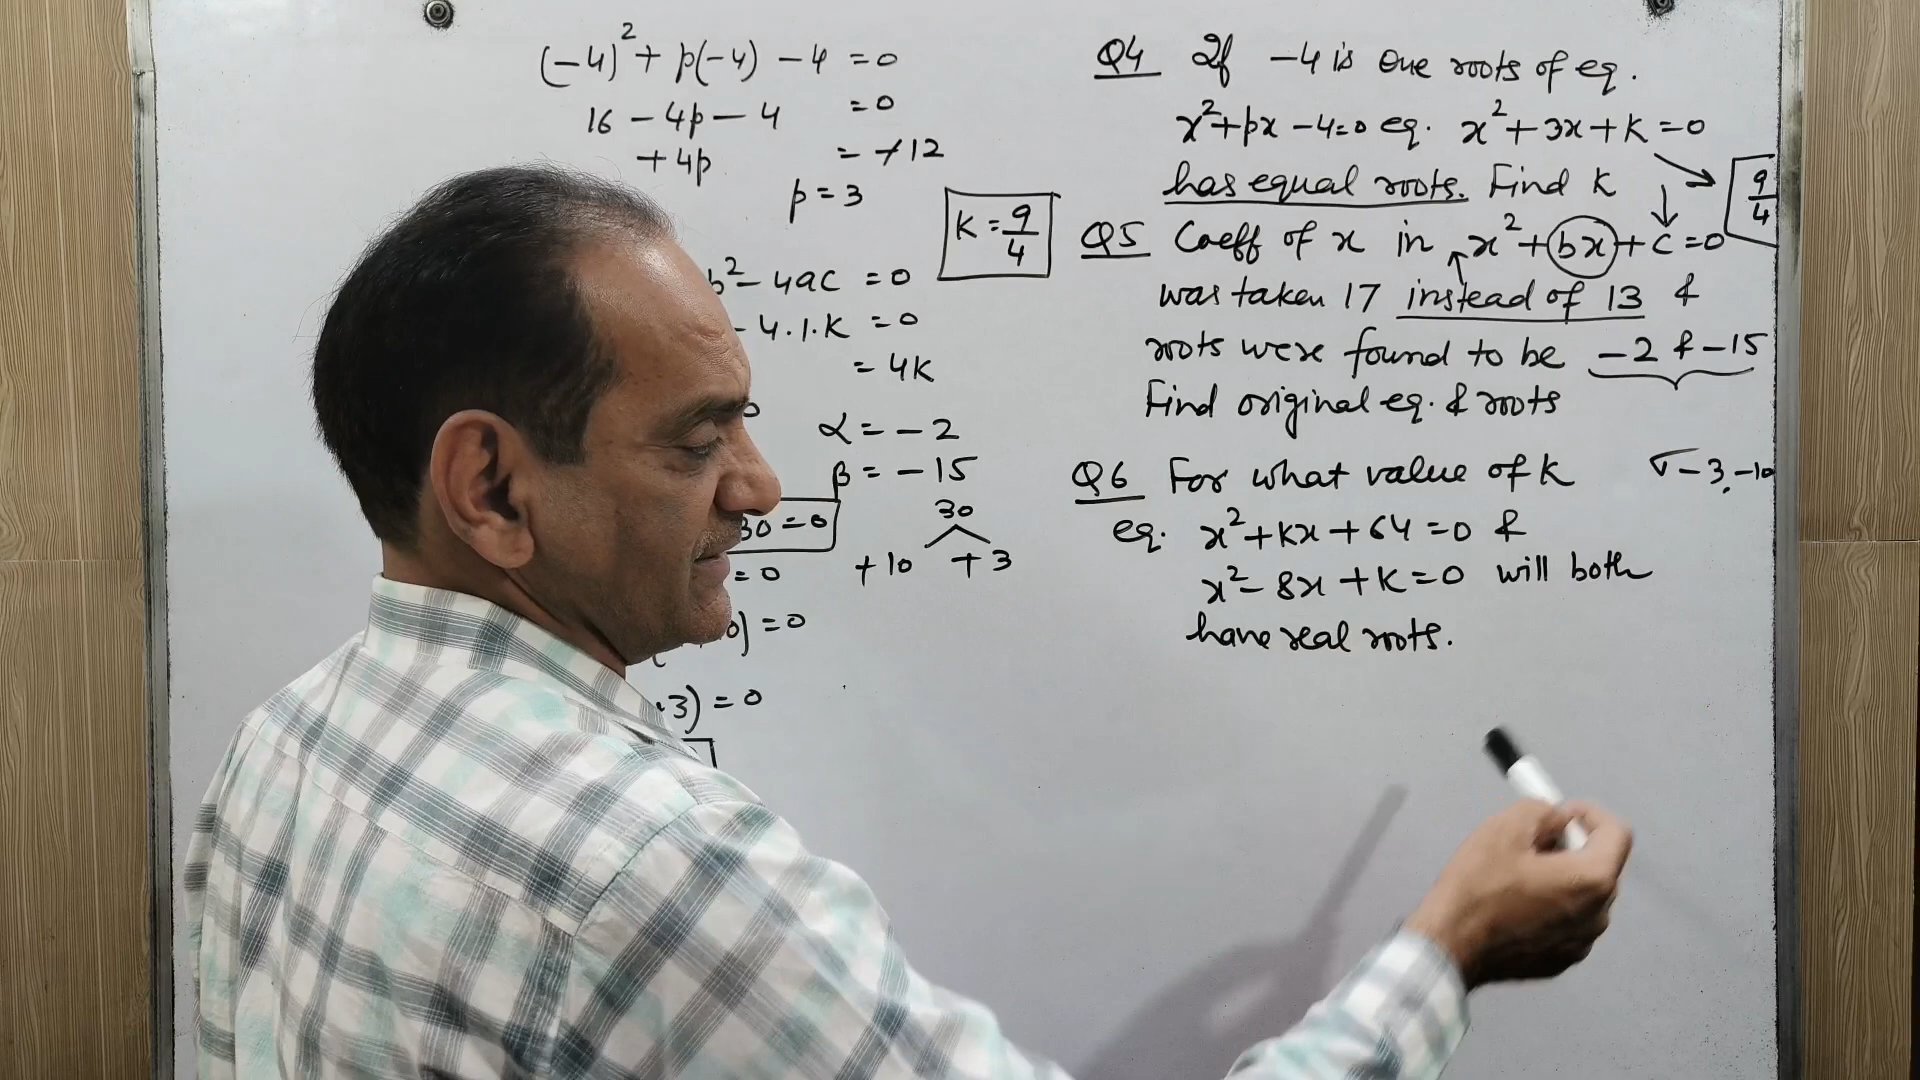 (-4)² + p(-4) - 4 = 0
16 - 4p - 4 = 0
+4p = +12
p = 3
K = 9/4
b² - 4ac = 0
- 4.1.K = 0
= 4K
0
α = -2
β = -15
30 = 0
30
+10 +3
= 0
0) = 0
3) = 0
Q4 If -4 is one roots of eq.
x² + px - 4 = 0 eq. x² + 3x + K = 0
has equal roots. Find K
9/4
Q5 Coeff of x in x² + bx + c = 0
was taken 17 instead of 13 &
roots were found to be -2 & -15
Find original eq. & roots
Q6 For what value of K
-3, -10
eq. x² + Kx + 64 = 0 &
x² - 8x + K = 0 will both
have real roots.